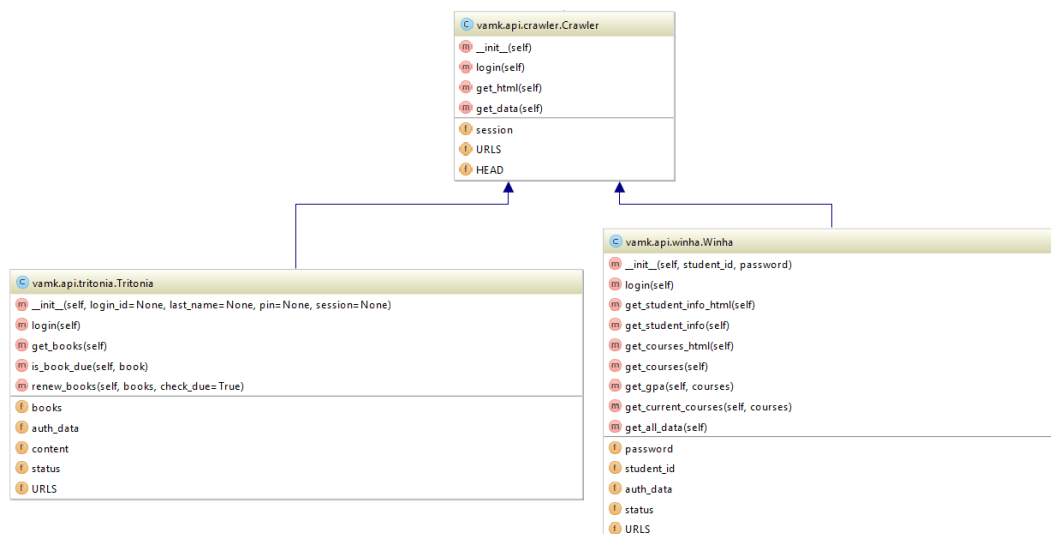 C vamk.api.crawler.Crawler
m __init__(self)
m login(self)
m get_html(self)
m get_data(self)
f session
f URLS
f HEAD
C vamk.api.tritonia.Tritonia
m __init__(self, login_id=None, last_name=None, pin=None, session=None)
m login(self)
m get_books(self)
m is_book_due(self, book)
m renew_books(self, books, check_due=True)
f books
f auth_data
f content
f status
f URLS
C vamk.api.winha.Winha
m __init__(self, student_id, password)
m login(self)
m get_student_info_html(self)
m get_student_info(self)
m get_courses_html(self)
m get_courses(self)
m get_gpa(self, courses)
m get_current_courses(self, courses)
m get_all_data(self)
f password
f student_id
f auth_data
f status
f URLS